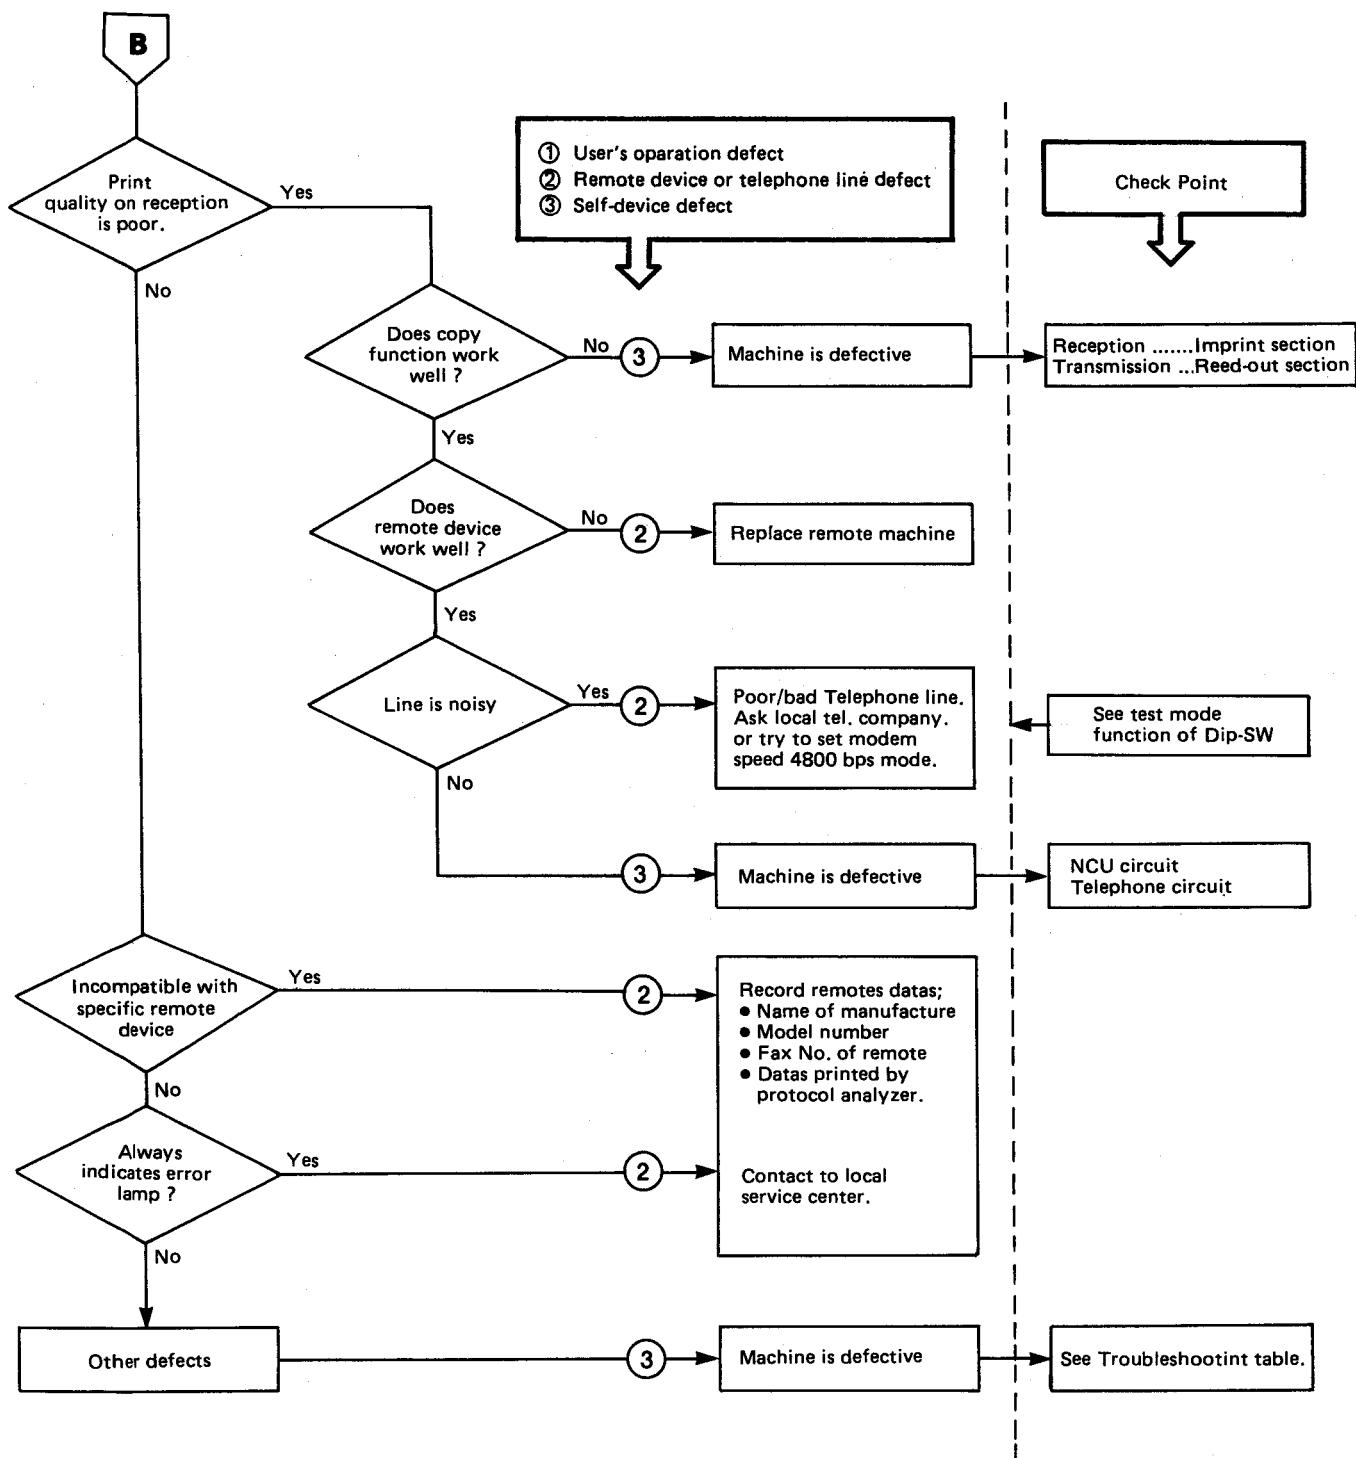 B
① User's oparation defect
② Remote device or telephone line defect
③ Self-device defect
Check Point
Print
quality on reception
is poor.
Yes
No
Does copy
function work
well ?
No
3
Machine is defective
Reception .......Imprint section
Transmission ...Reed-out section
Yes
Does
remote device
work well ?
No
2
Replace remote machine
Yes
Line is noisy
Yes
2
Poor/bad Telephone line.
Ask local tel. company.
or try to set modem
speed 4800 bps mode.
See test mode
function of Dip-SW
No
3
Machine is defective
NCU circuit
Telephone circuit
Incompatible with
specific remote
device
Yes
2
Record remotes datas;
● Name of manufacture
● Model number
● Fax No. of remote
● Datas printed by
protocol analyzer.
No
Always
indicates error
lamp ?
Yes
2
Contact to local
service center.
No
Other defects
3
Machine is defective
See Troubleshootint table.